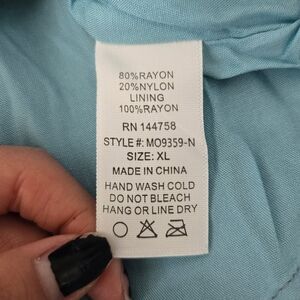 80%RAYON
20%NYLON
LINING
100%RAYON
RN 144758
STYLE #: MO9359-N
SIZE: XL
MADE IN CHINA
HAND WASH COLD
DO NOT BLEACH
HANG OR LINE DRY